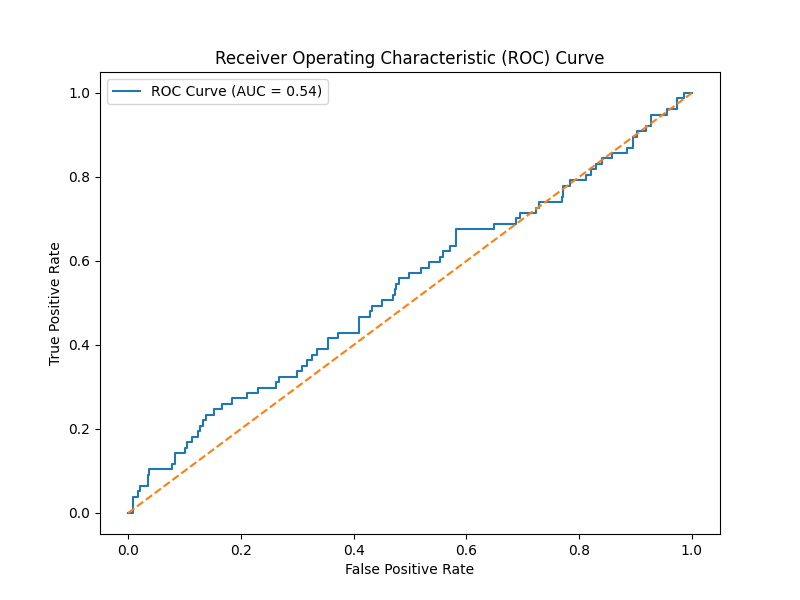 Receiver Operating Characteristic (ROC) Curve
ROC Curve (AUC = 0.54)
1.0
0.8
0.6
0.4
0.2
0.0
True Positive Rate
0.0 0.2 0.4 0.6 0.8 1.0
False Positive Rate